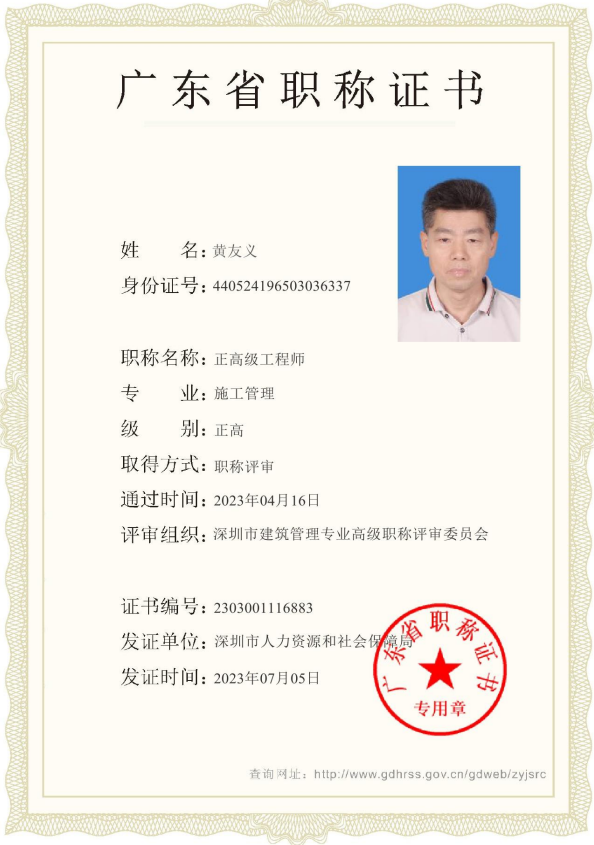 广东省职称证书
姓　　名：黄友义
身份证号：440524196503036337
职称名称：正高级工程师
专　　业：施工管理
级　　别：正高
取得方式：职称评审
通过时间：2023年04月16日
评审组织：深圳市建筑管理专业高级职称评审委员会
证书编号：2303001116883
发证单位：深圳市人力资源和社会保障局
发证时间：2023年07月05日
广东省职称证书
专用章
查询网址：http://www.gdhrss.gov.cn/gdweb/zyjsrc